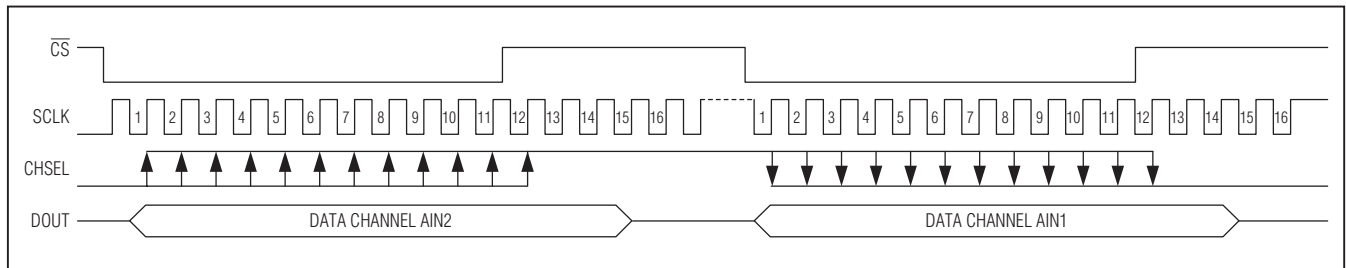 CS
SCLK 1 2 3 4 5 6 7 8 9 10 11 12 13 14 15 16 1 2 3 4 5 6 7 8 9 10 11 12 13 14 15 16
CHSEL
DOUT DATA CHANNEL AIN2 DATA CHANNEL AIN1